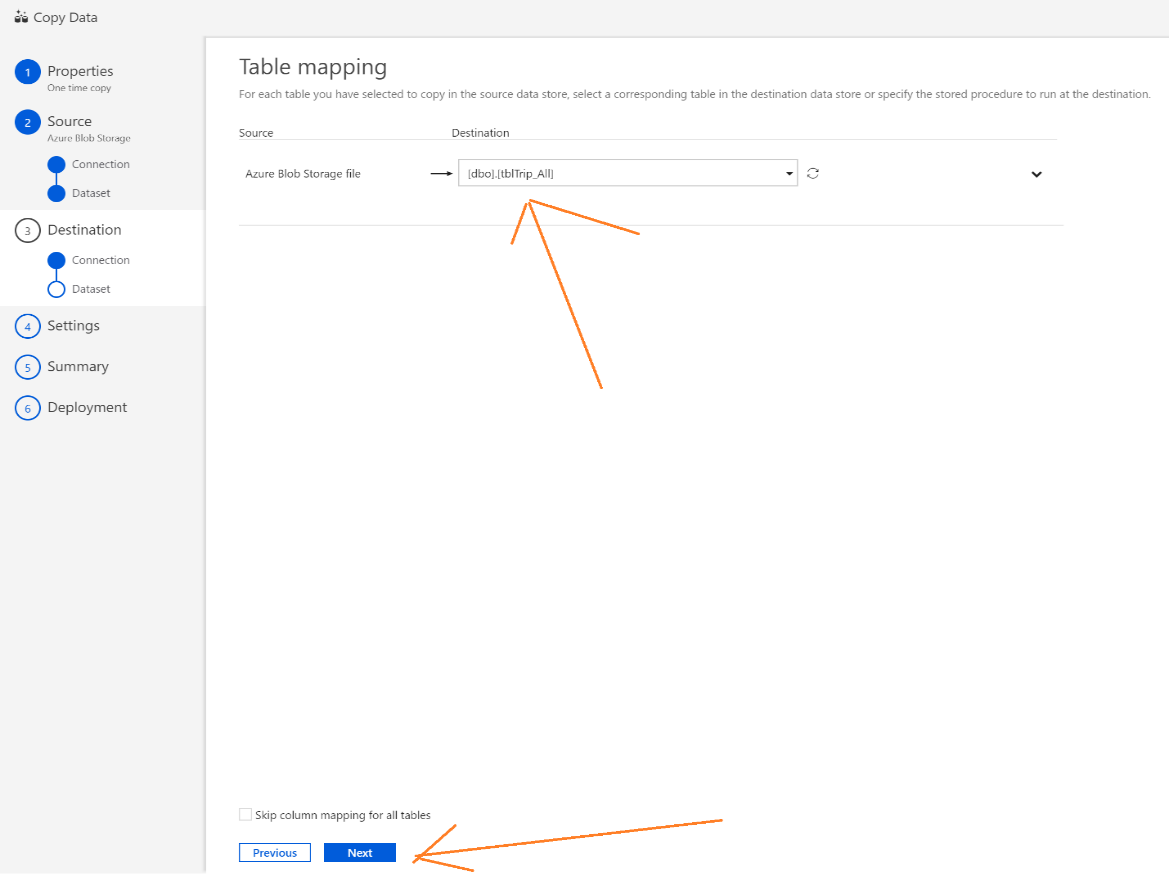 Copy Data
1 Properties
One time copy
2 Source
Azure Blob Storage
Connection
Dataset
3 Destination
Connection
Dataset
4 Settings
5 Summary
6 Deployment
Table mapping
For each table you have selected to copy in the source data store, select a corresponding table in the destination data store or specify the stored procedure to run at the destination.
Source Destination
Azure Blob Storage file [dbo].[tblTrip_All]
Skip column mapping for all tables
Previous Next